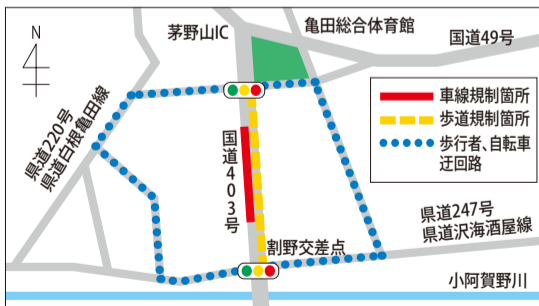 N
茅野山IC
亀田総合体育館
国道49号
車線規制箇所
歩道規制箇所
歩行者、自転車
迂回路
県道220号
県道白根亀田線
国道403号
県道247号
県道沢海酒屋線
割野交差点
小阿賀野川